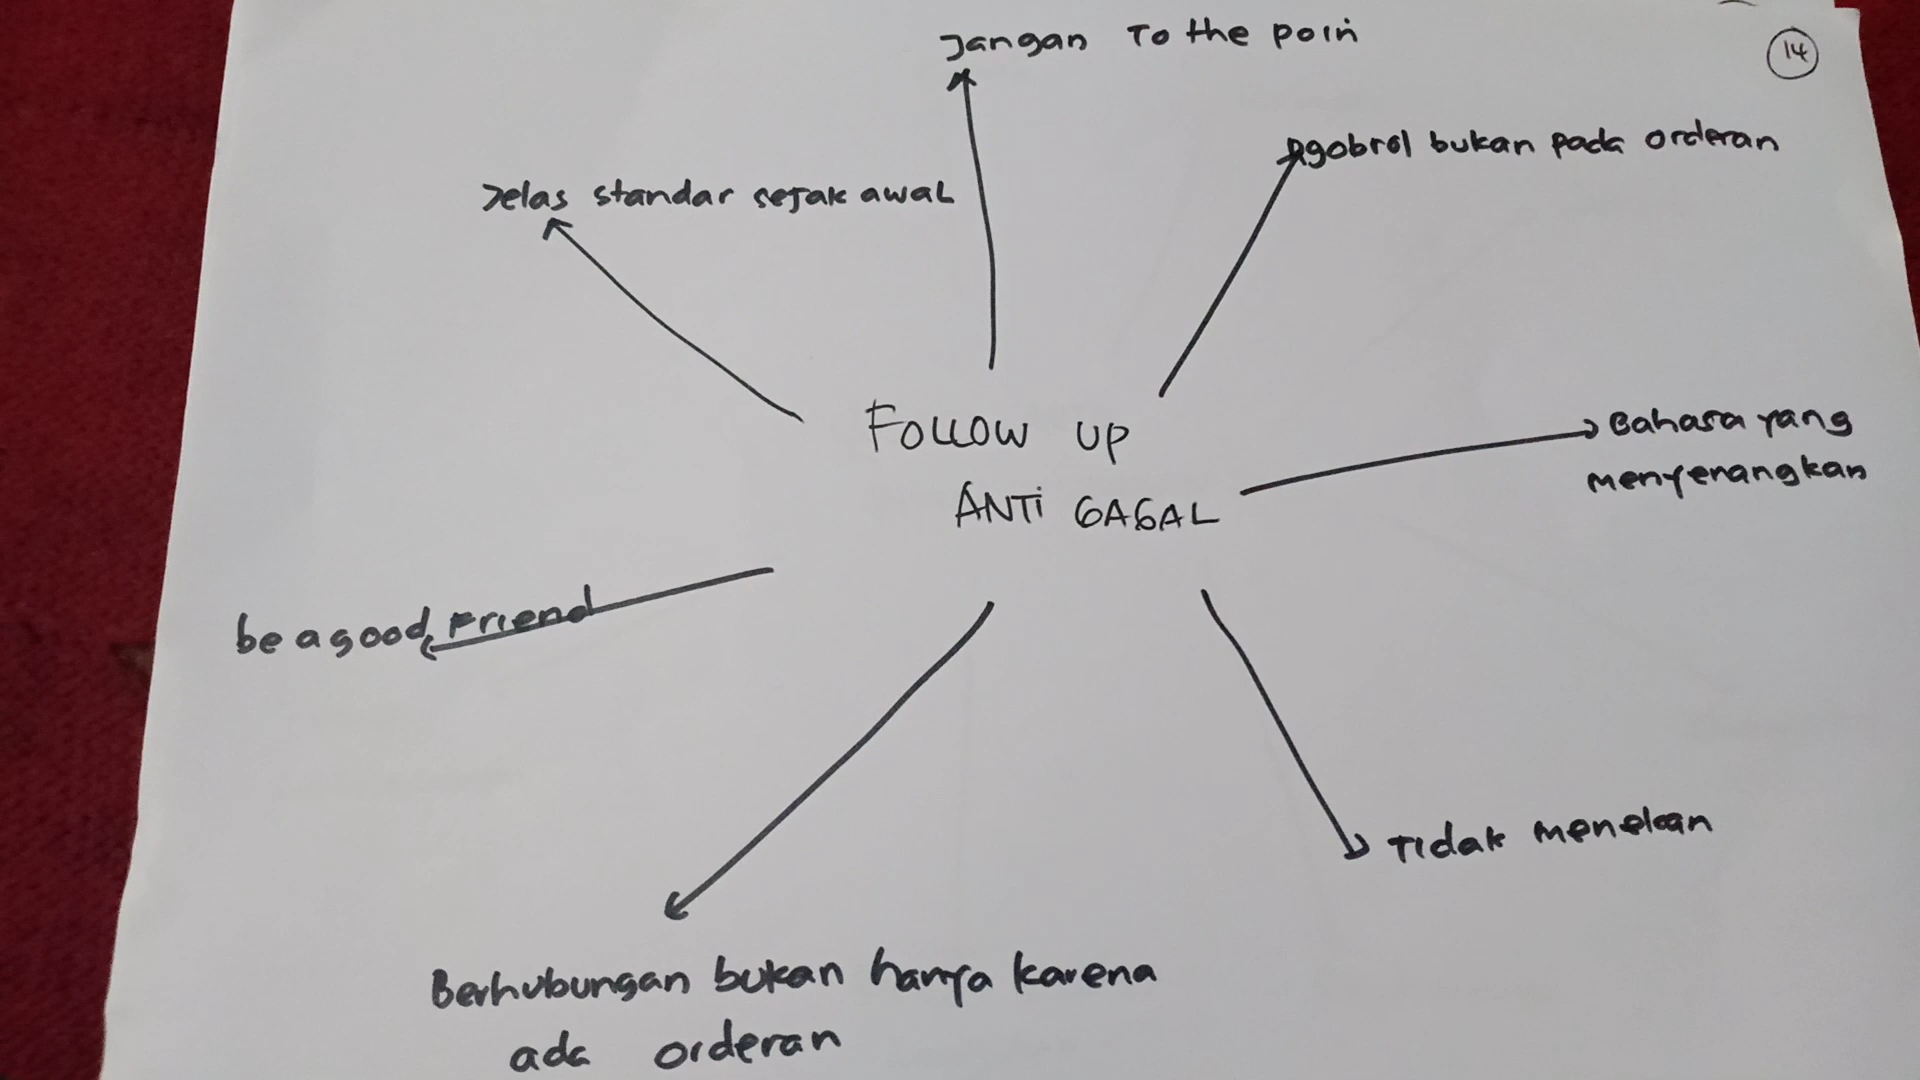 Jangan To the poin
14
Ngobrol bukan pada orderan
Jelas standar sejak awal
FOLLOW UP
ANTI GAGAL
Bahasa yang
menyenangkan
be a good Friend
Tidak menekan
Berhubungan bukan hanya karena
ada orderan